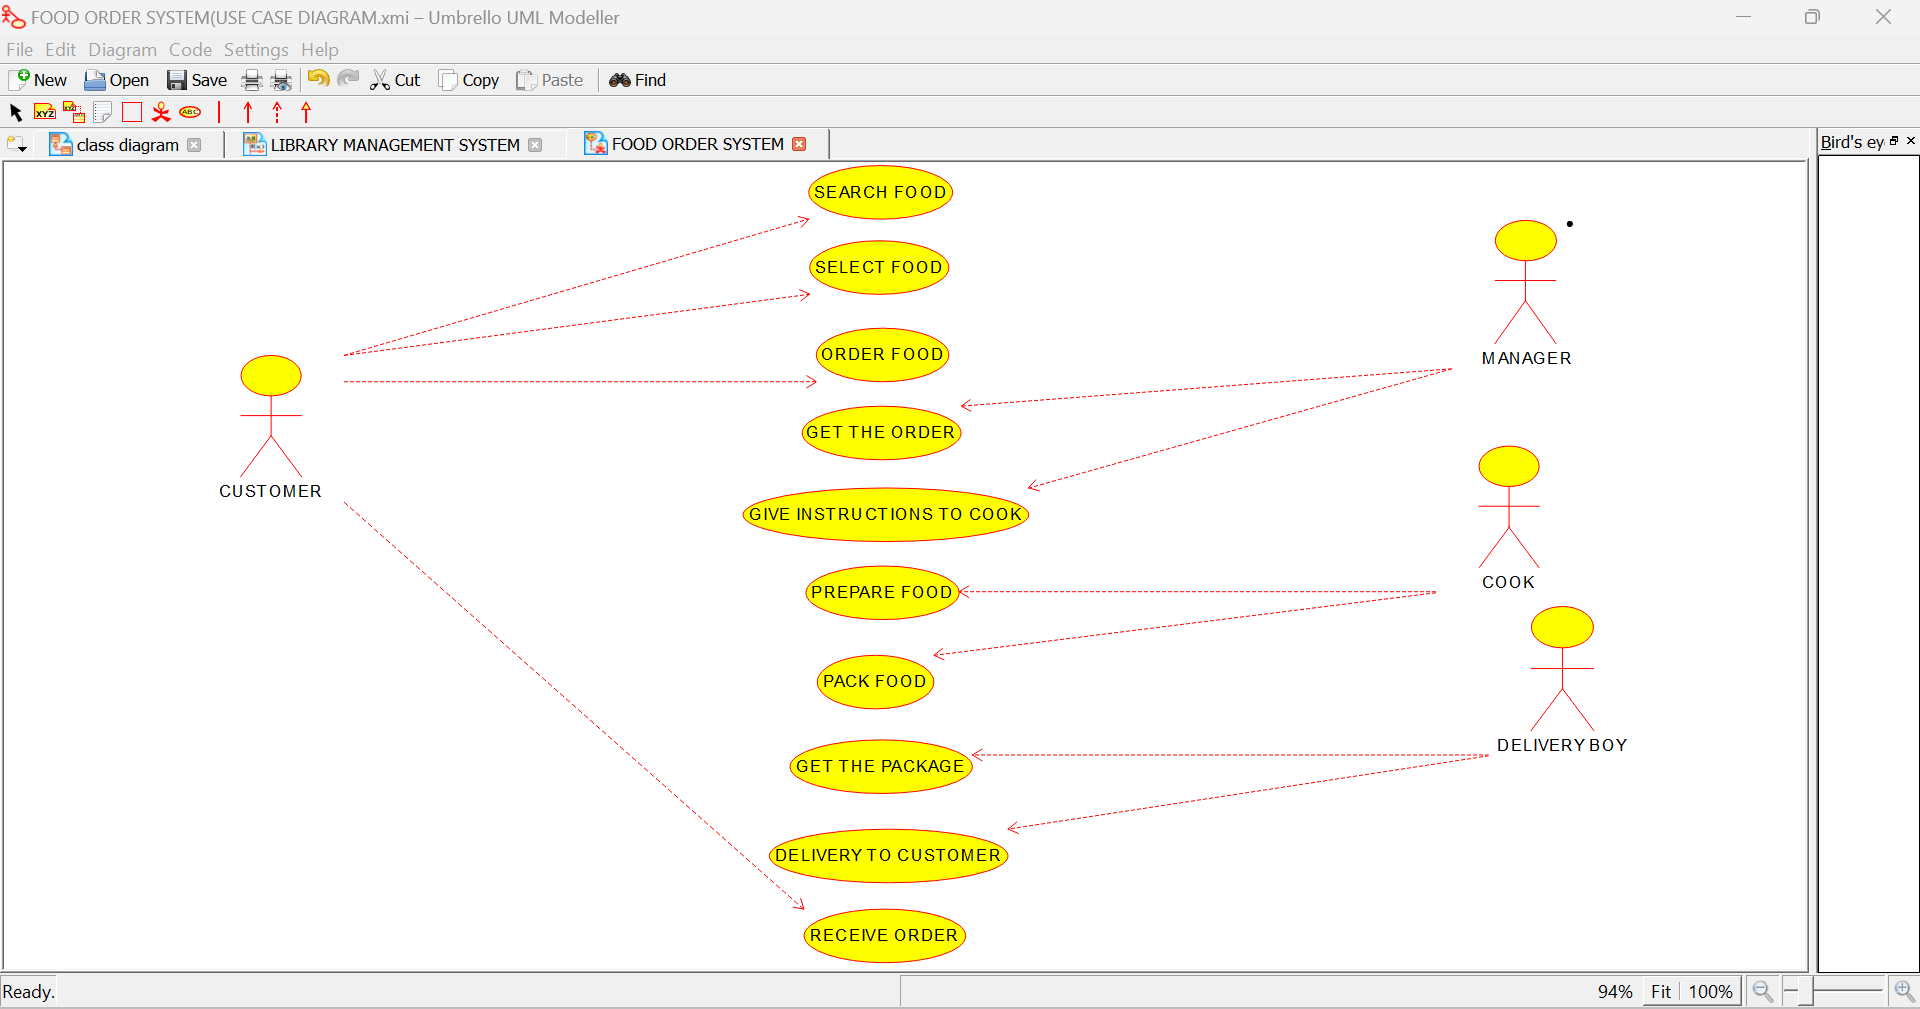 FOOD ORDER SYSTEM(USE CASE DIAGRAM.xmi – Umbrello UML Modeller
File Edit Diagram Code Settings Help
New Open Save Cut Copy Paste Find
XYZ XYZ ABC
class diagram LIBRARY MANAGEMENT SYSTEM FOOD ORDER SYSTEM Bird's ey
SEARCH FOOD
SELECT FOOD
ORDER FOOD
MANAGER
GET THE ORDER
CUSTOMER
GIVE INSTRUCTIONS TO COOK
COOK
PREPARE FOOD
PACK FOOD
DELIVERY BOY
GET THE PACKAGE
DELIVERY TO CUSTOMER
RECEIVE ORDER
Ready. 94% Fit 100%